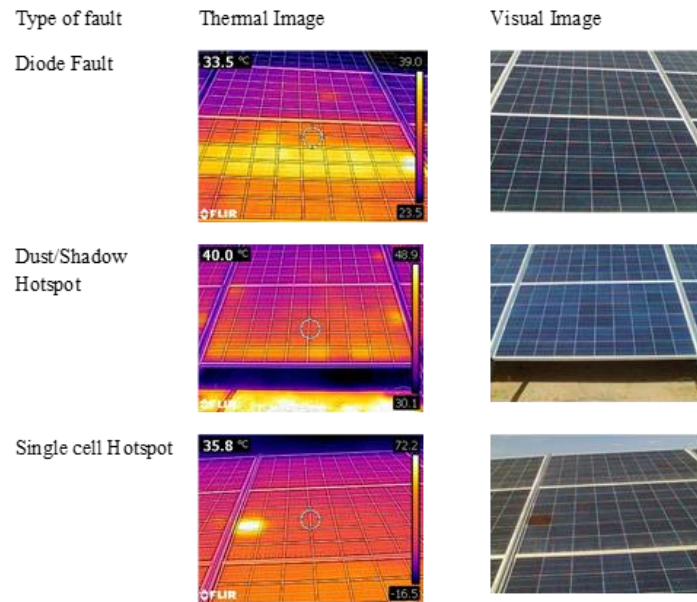 Type of fault Thermal Image Visual Image
Diode Fault
33.5 °C 39.0
23.5
FLIR
Dust/Shadow
Hotspot
40.0 °C 48.9
30.1
FLIR
Single cell Hotspot
35.8 °C 72.2
-16.5
FLIR